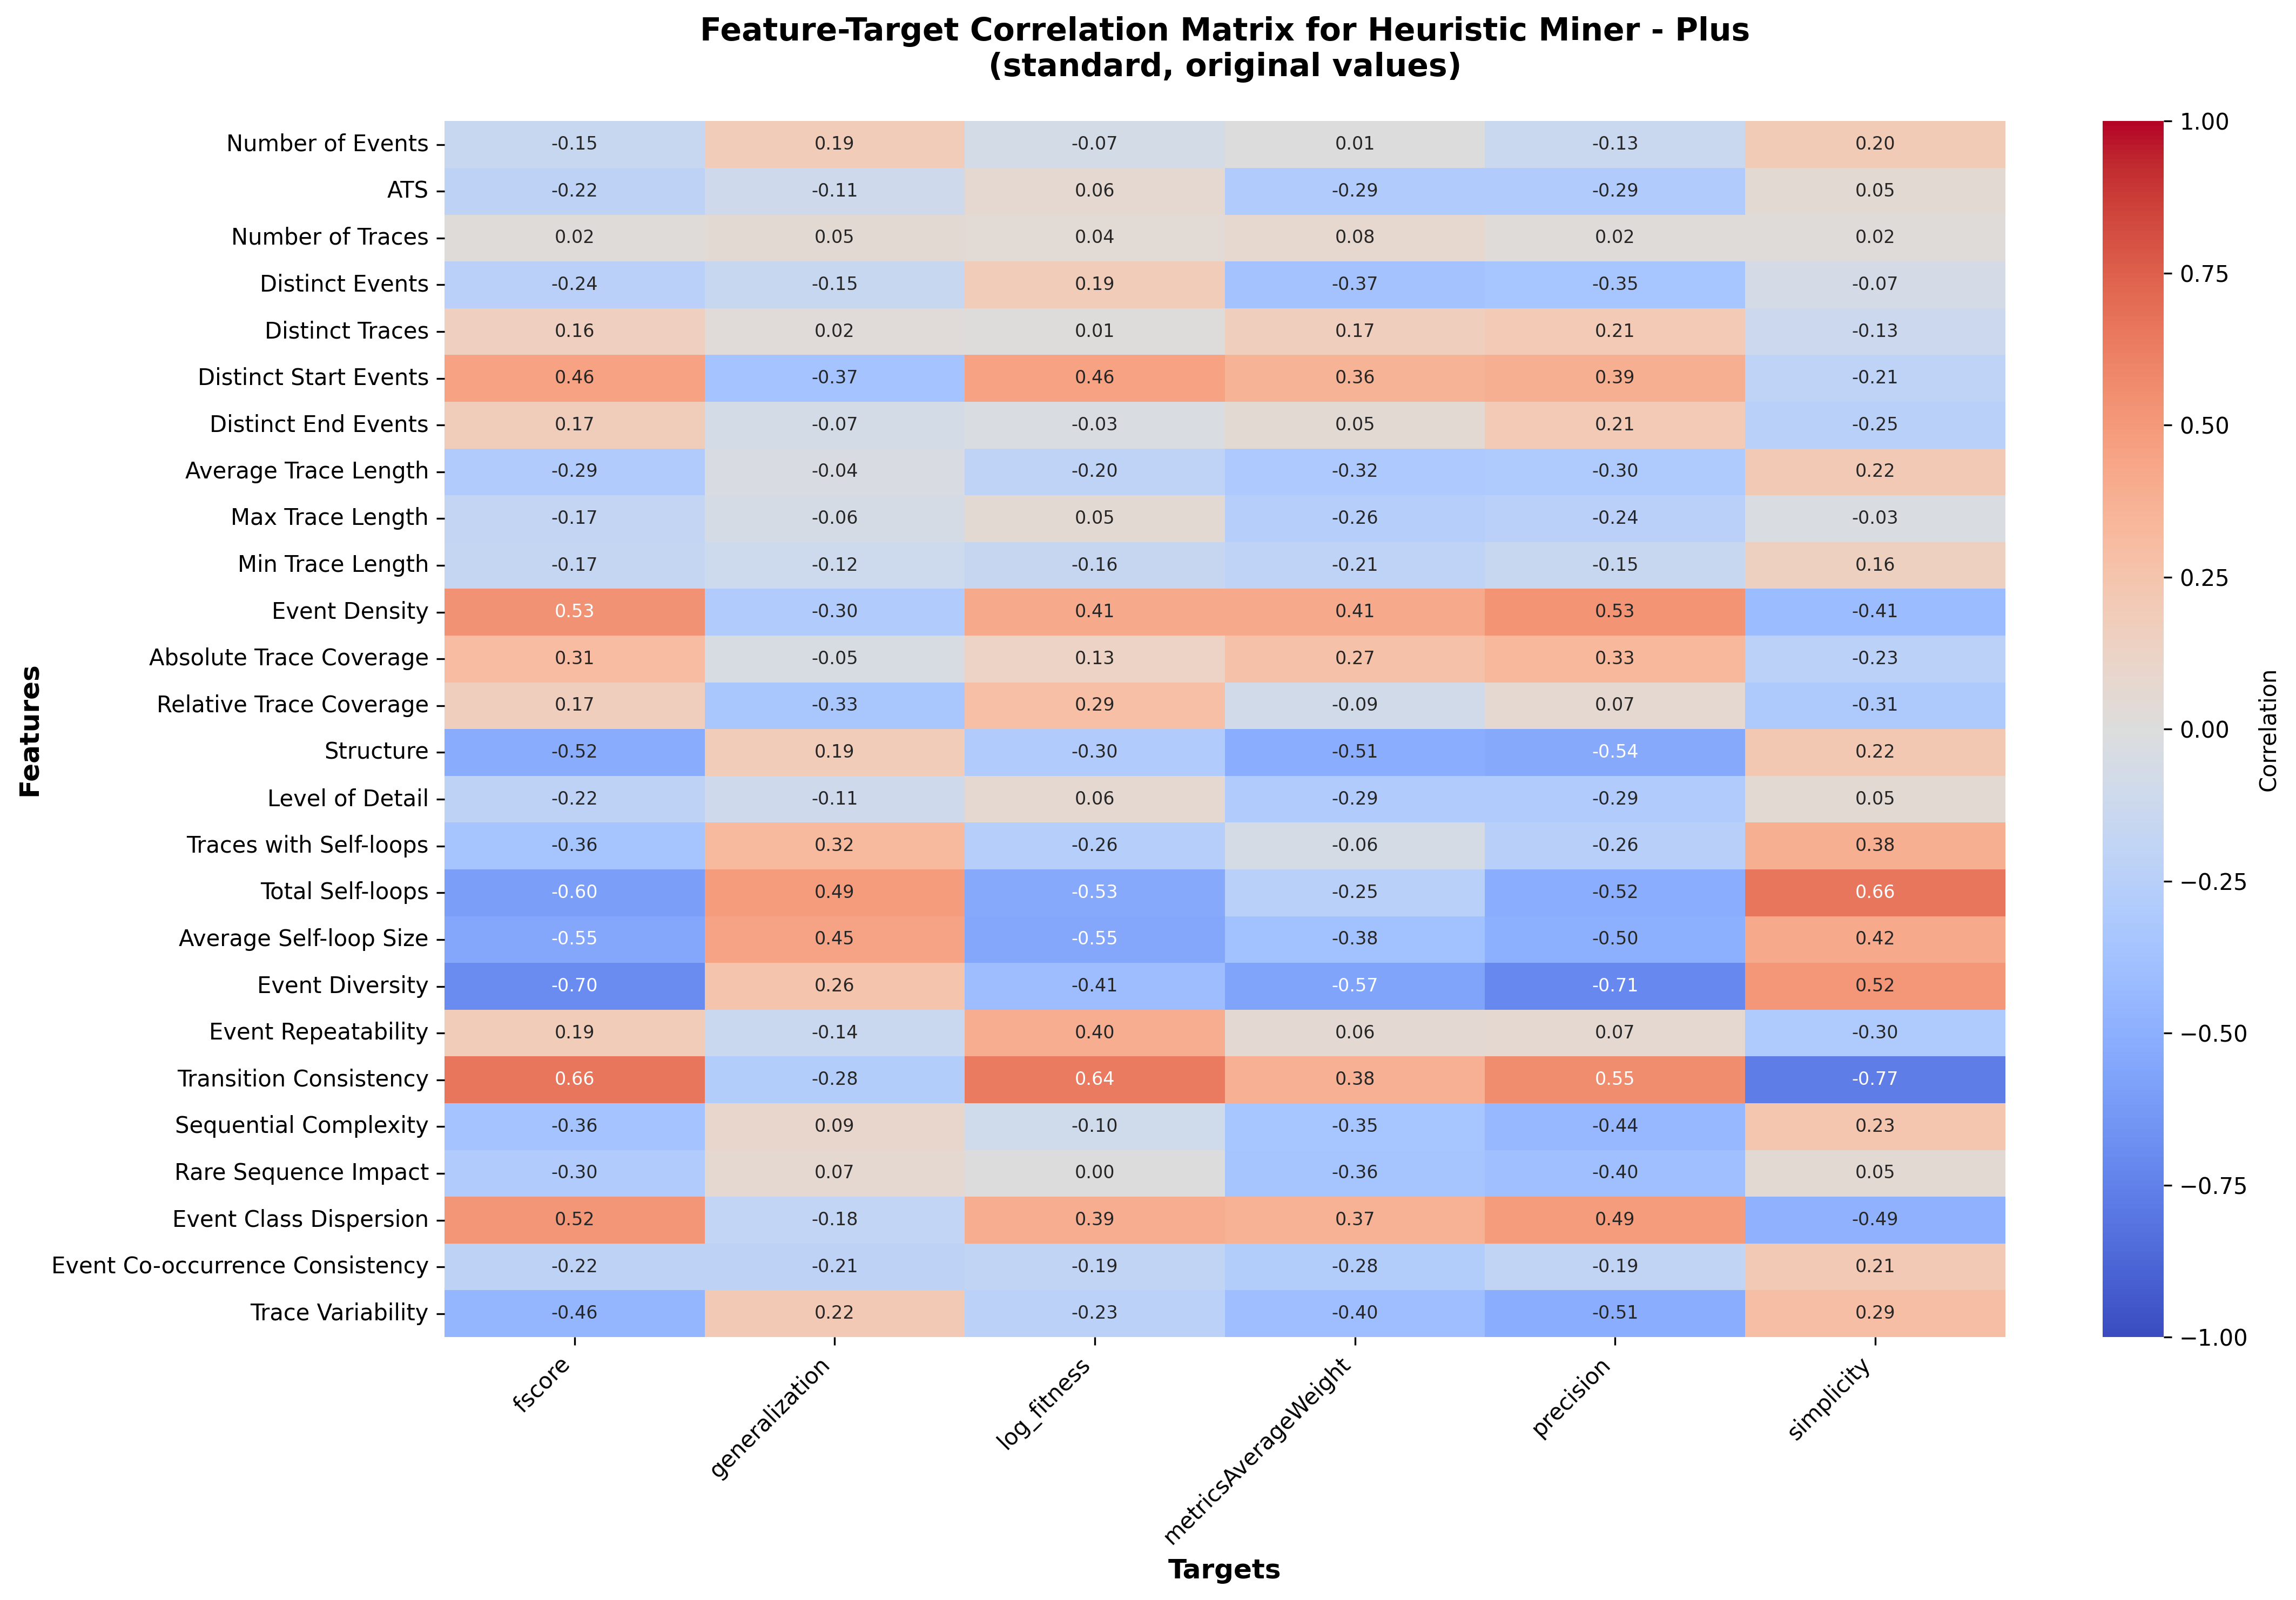 Feature-Target Correlation Matrix for Heuristic Miner - Plus
(standard, original values)
Features
Number of Events -0.15 0.19 -0.07 0.01 -0.13 0.20
ATS -0.22 -0.11 0.06 -0.29 -0.29 0.05
Number of Traces 0.02 0.05 0.04 0.08 0.02 0.02
Distinct Events -0.24 -0.15 0.19 -0.37 -0.35 -0.07
Distinct Traces 0.16 0.02 0.01 0.17 0.21 -0.13
Distinct Start Events 0.46 -0.37 0.46 0.36 0.39 -0.21
Distinct End Events 0.17 -0.07 -0.03 0.05 0.21 -0.25
Average Trace Length -0.29 -0.04 -0.20 -0.32 -0.30 0.22
Max Trace Length -0.17 -0.06 0.05 -0.26 -0.24 -0.03
Min Trace Length -0.17 -0.12 -0.16 -0.21 -0.15 0.16
Event Density 0.53 -0.30 0.41 0.41 0.53 -0.41
Absolute Trace Coverage 0.31 -0.05 0.13 0.27 0.33 -0.23
Relative Trace Coverage 0.17 -0.33 0.29 -0.09 0.07 -0.31
Structure -0.52 0.19 -0.30 -0.51 -0.54 0.22
Level of Detail -0.22 -0.11 0.06 -0.29 -0.29 0.05
Traces with Self-loops -0.36 0.32 -0.26 -0.06 -0.26 0.38
Total Self-loops -0.60 0.49 -0.53 -0.25 -0.52 0.66
Average Self-loop Size -0.55 0.45 -0.55 -0.38 -0.50 0.42
Event Diversity -0.70 0.26 -0.41 -0.57 -0.71 0.52
Event Repeatability 0.19 -0.14 0.40 0.06 0.07 -0.30
Transition Consistency 0.66 -0.28 0.64 0.38 0.55 -0.77
Sequential Complexity -0.36 0.09 -0.10 -0.35 -0.44 0.23
Rare Sequence Impact -0.30 0.07 0.00 -0.36 -0.40 0.05
Event Class Dispersion 0.52 -0.18 0.39 0.37 0.49 -0.49
Event Co-occurrence Consistency -0.22 -0.21 -0.19 -0.28 -0.19 0.21
Trace Variability -0.46 0.22 -0.23 -0.40 -0.51 0.29
fscore generalization log_fitness metricsAverageWeight precision simplicity
Targets
1.00
0.75
0.50
0.25
0.00
−0.25
−0.50
−0.75
−1.00
Correlation